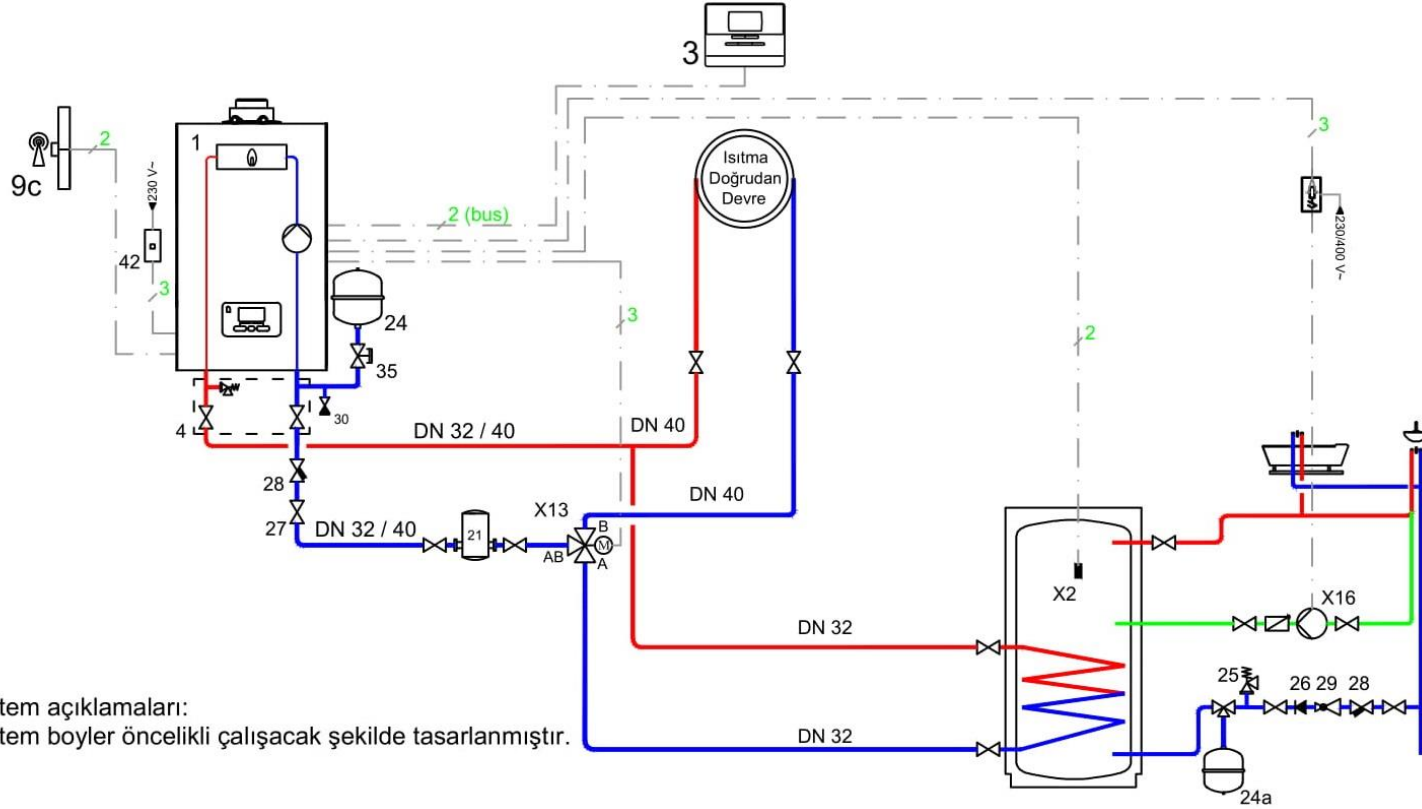 3
1
9c
2
230 V~
42
3
2 (bus)
Isıtma
Doğrudan
Devre
3
230/400 V~
24
35
30
3
2
4
DN 32 / 40
DN 40
28
27
DN 32 / 40
21
X13
B
AB
M
A
DN 40
X2
X16
DN 32
25
26
29
28
DN 32
24a
tem açıklamaları:
tem boyler öncelikli çalışacak şekilde tasarlanmıştır.